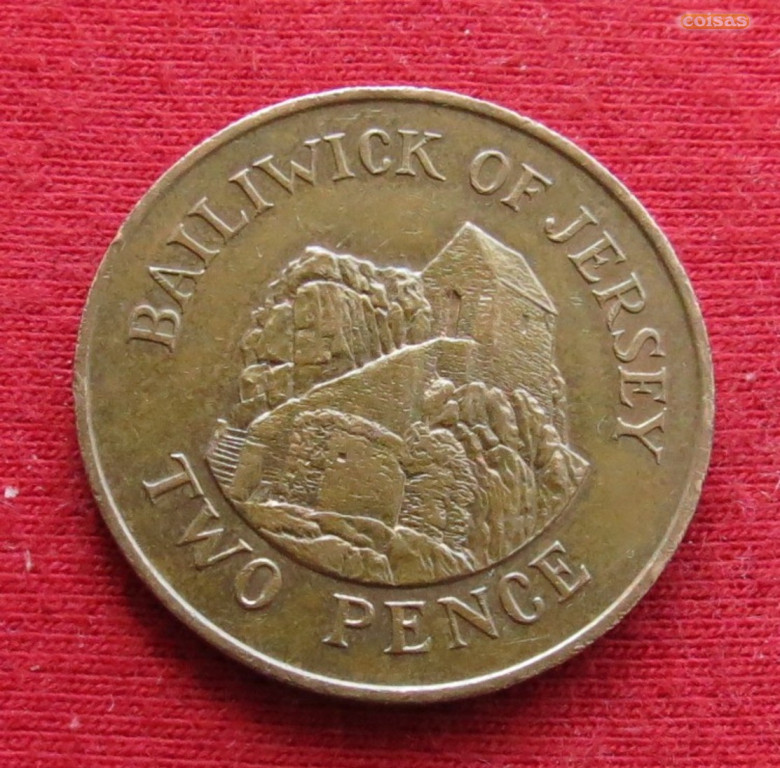 coisas
BAILIWICK OF JERSEY
TWO PENCE